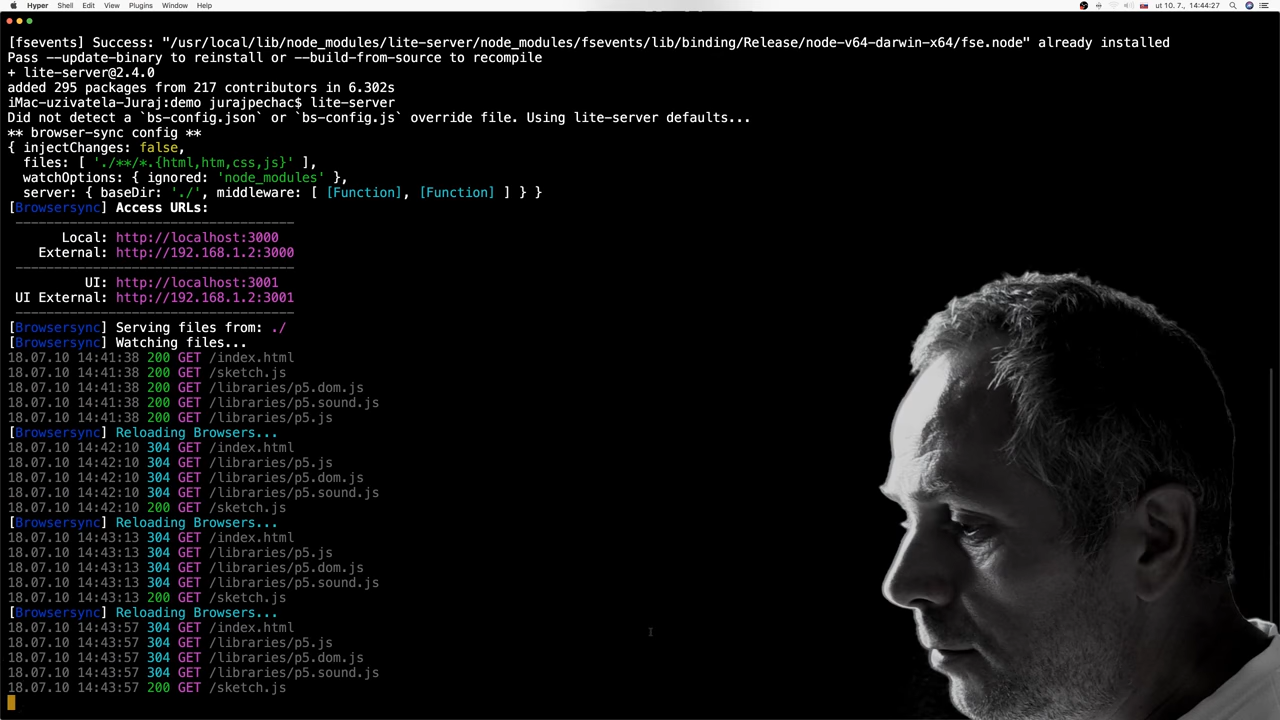 Hyper Shell Edit View Plugins Window Help ut 10. 7., 14:44:27
[fsevents] Success: "/usr/local/lib/node_modules/lite-server/node_modules/fsevents/lib/binding/Release/node-v64-darwin-x64/fse.node" already installed
Pass --update-binary to reinstall or --build-from-source to recompile
+ lite-server@2.4.0
added 295 packages from 217 contributors in 6.302s
iMac-uzivatela-Juraj:demo jurajpechac$ lite-server
Did not detect a `bs-config.json` or `bs-config.js` override file. Using lite-server defaults...
** browser-sync config **
{ injectChanges: false,
  files: [ './**/*.{html,htm,css,js}' ],
  watchOptions: { ignored: 'node_modules' },
  server: { baseDir: './', middleware: [ [Function], [Function] ] } }
[Browsersync] Access URLs:
 -------------------------------------
       Local: http://localhost:3000
    External: http://192.168.1.2:3000
 -------------------------------------
          UI: http://localhost:3001
 UI External: http://192.168.1.2:3001
 -------------------------------------
[Browsersync] Serving files from: ./
[Browsersync] Watching files...
18.07.10 14:41:38 200 GET /index.html
18.07.10 14:41:38 200 GET /sketch.js
18.07.10 14:41:38 200 GET /libraries/p5.dom.js
18.07.10 14:41:38 200 GET /libraries/p5.sound.js
18.07.10 14:41:38 200 GET /libraries/p5.js
[Browsersync] Reloading Browsers...
18.07.10 14:42:10 304 GET /index.html
18.07.10 14:42:10 304 GET /libraries/p5.js
18.07.10 14:42:10 304 GET /libraries/p5.dom.js
18.07.10 14:42:10 304 GET /libraries/p5.sound.js
18.07.10 14:42:10 200 GET /sketch.js
[Browsersync] Reloading Browsers...
18.07.10 14:43:13 304 GET /index.html
18.07.10 14:43:13 304 GET /libraries/p5.js
18.07.10 14:43:13 304 GET /libraries/p5.dom.js
18.07.10 14:43:13 304 GET /libraries/p5.sound.js
18.07.10 14:43:13 200 GET /sketch.js
[Browsersync] Reloading Browsers...
18.07.10 14:43:57 304 GET /index.html
18.07.10 14:43:57 304 GET /libraries/p5.js
18.07.10 14:43:57 304 GET /libraries/p5.dom.js
18.07.10 14:43:57 304 GET /libraries/p5.sound.js
18.07.10 14:43:57 200 GET /sketch.js